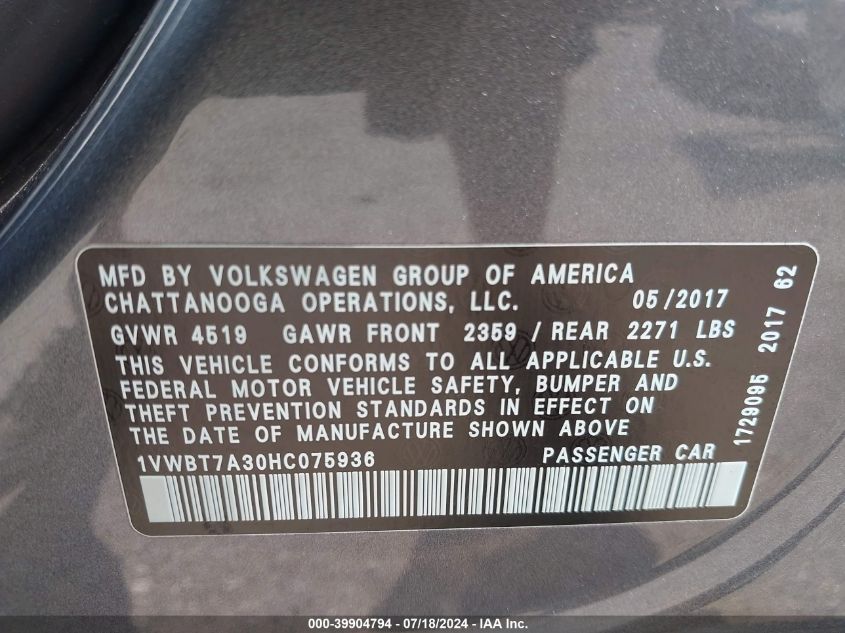 MFD BY VOLKSWAGEN GROUP OF AMERICA
CHATTANOOGA OPERATIONS, LLC. 05/2017
GVWR 4519 GAWR FRONT 2359 / REAR 2271 LBS
THIS VEHICLE CONFORMS TO ALL APPLICABLE U.S.
FEDERAL MOTOR VEHICLE SAFETY, BUMPER AND
THEFT PREVENTION STANDARDS IN EFFECT ON
THE DATE OF MANUFACTURE SHOWN ABOVE
1VWBT7A30HC075936 PASSENGER CAR
1729095 2017 62
000-39904794 - 07/18/2024 - IAA Inc.